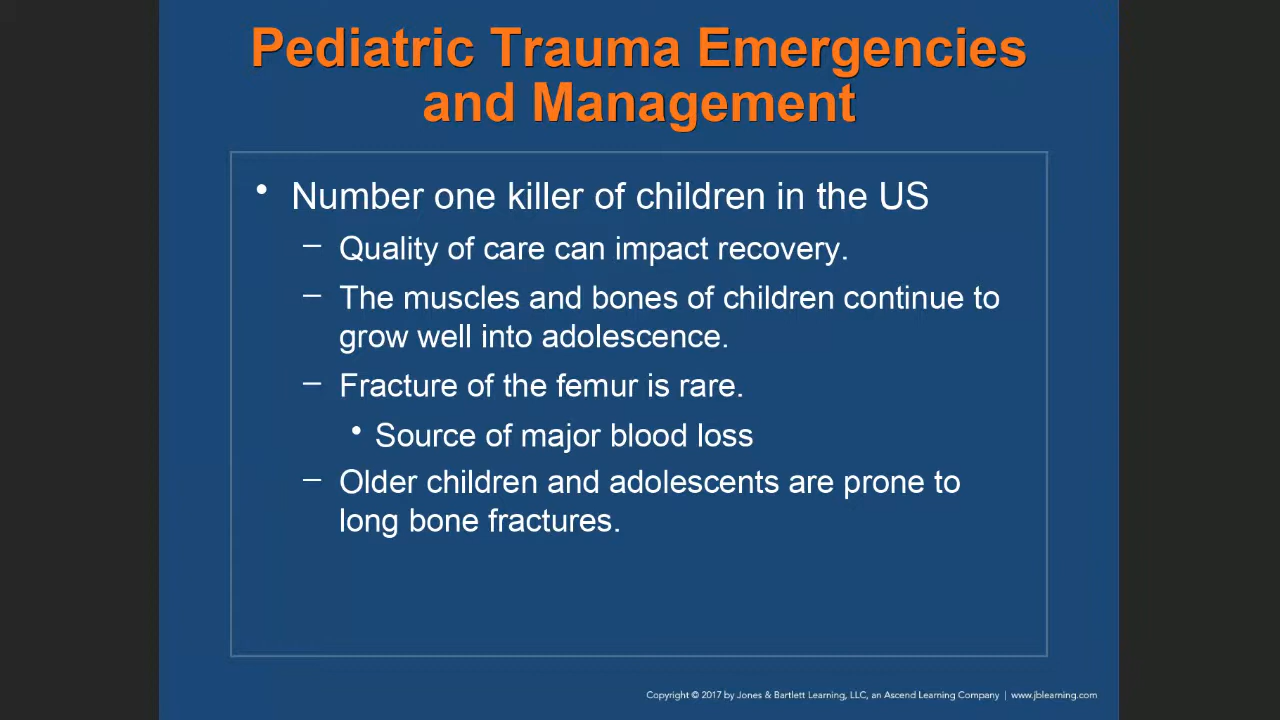 Pediatric Trauma Emergencies
and Management
• Number one killer of children in the US
– Quality of care can impact recovery.
– The muscles and bones of children continue to
grow well into adolescence.
– Fracture of the femur is rare.
• Source of major blood loss
– Older children and adolescents are prone to
long bone fractures.
Copyright © 2017 by Jones & Bartlett Learning, LLC, an Ascend Learning Company | www.jblearning.com